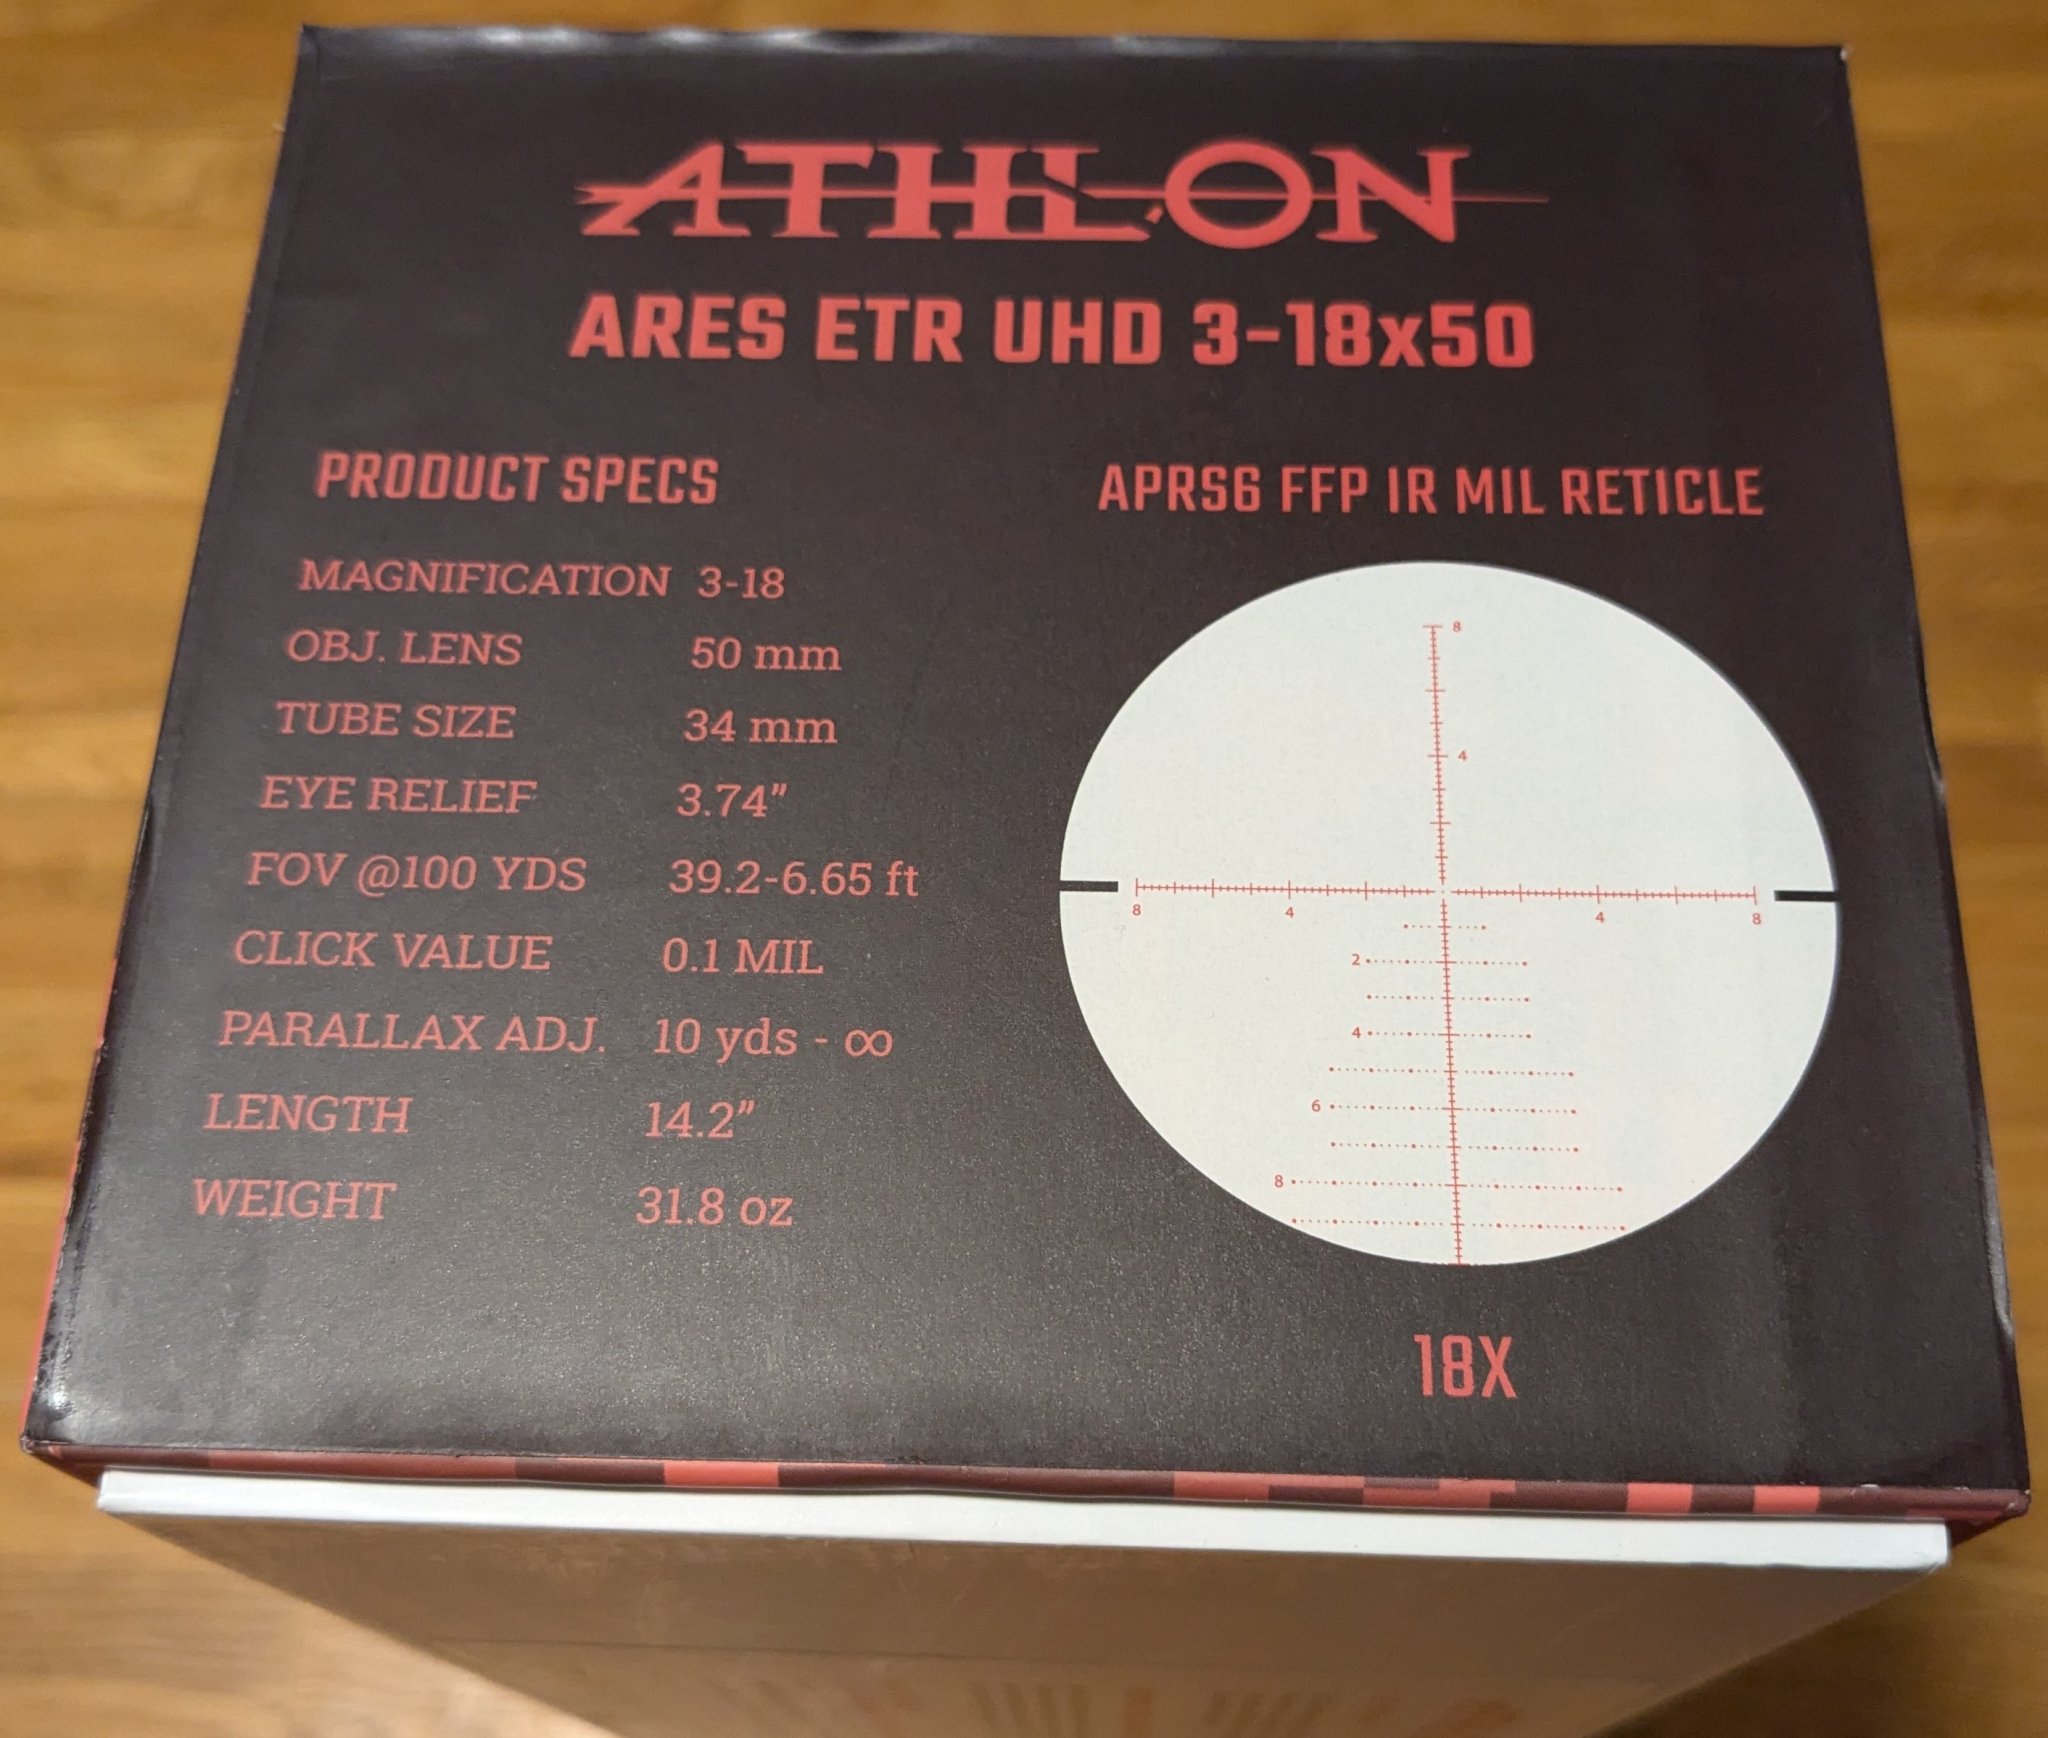 ATHLON
ARES ETR UHD 3-18x50
PRODUCT SPECS
MAGNIFICATION 3-18
OBJ. LENS 50 mm
TUBE SIZE 34 mm
EYE RELIEF 3.74"
FOV @100 YDS 39.2-6.65 ft
CLICK VALUE 0.1 MIL
PARALLAX ADJ. 10 yds - ∞
LENGTH 14.2"
WEIGHT 31.8 oz
APRS6 FFP IR MIL RETICLE
8
4
8 4 4 8
2
4
6
8
18X